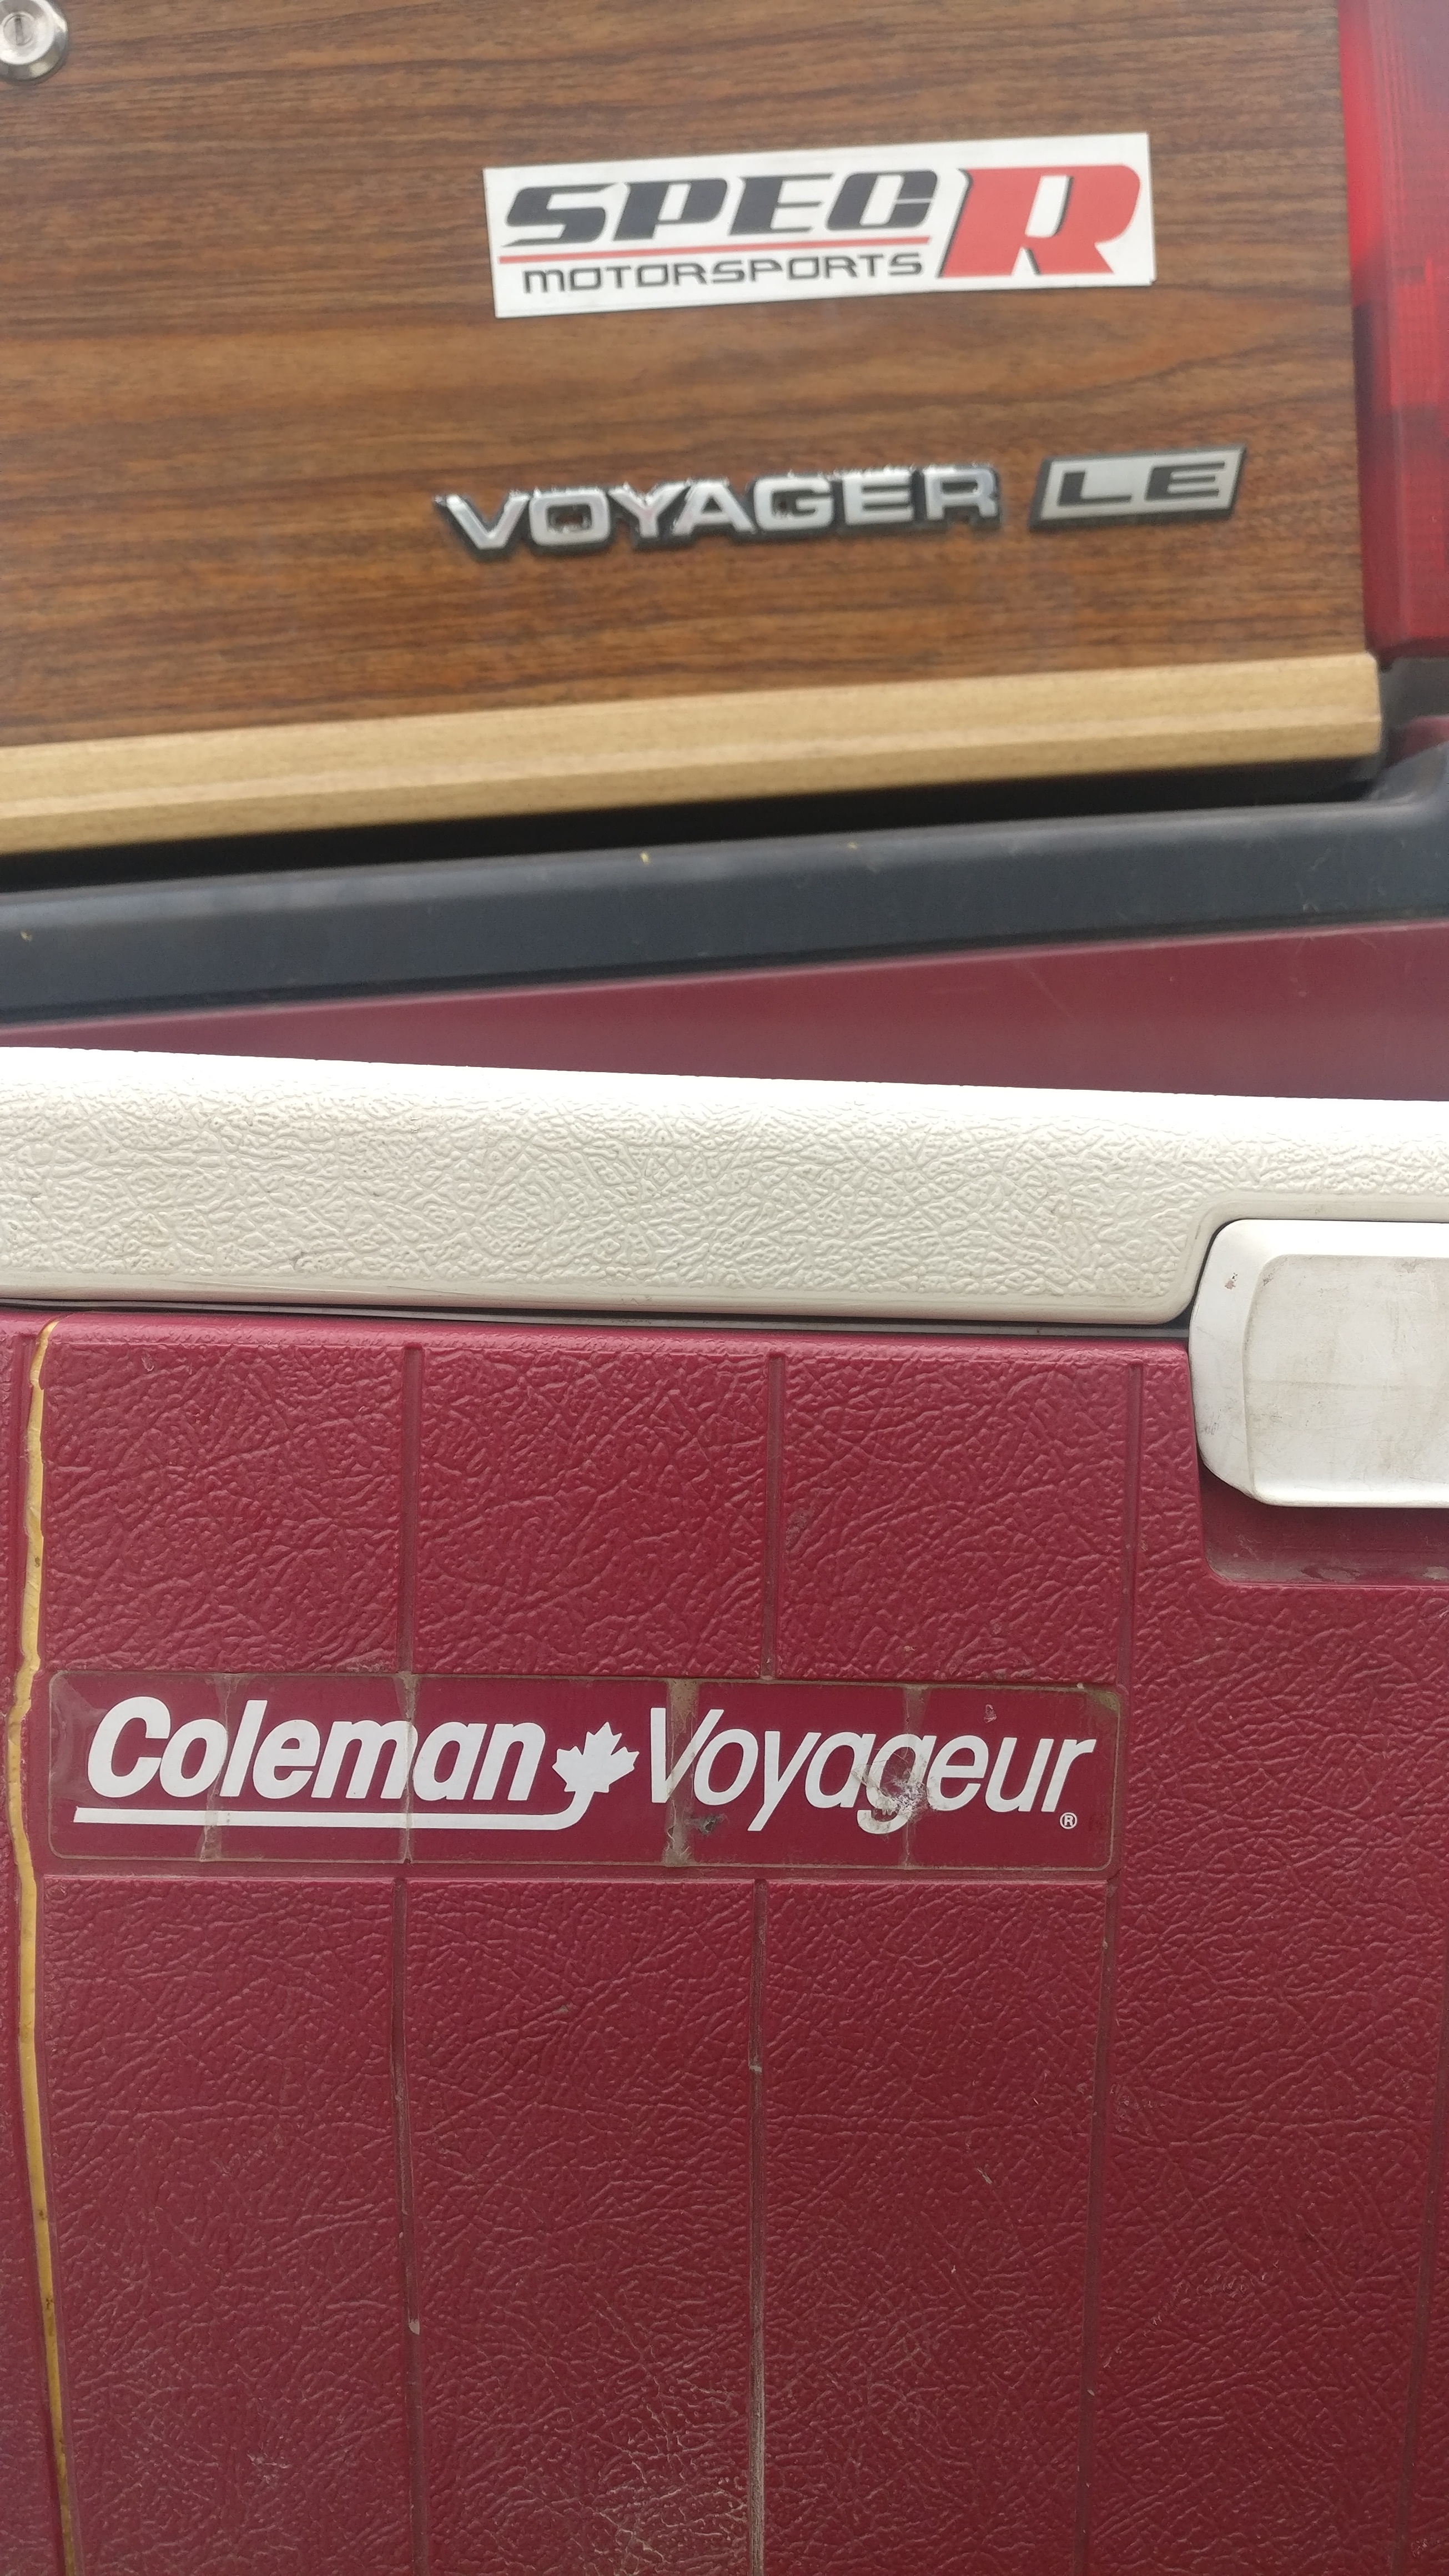 SPEC R
MOTORSPORTS
VOYAGER LE
Coleman Voyageur®